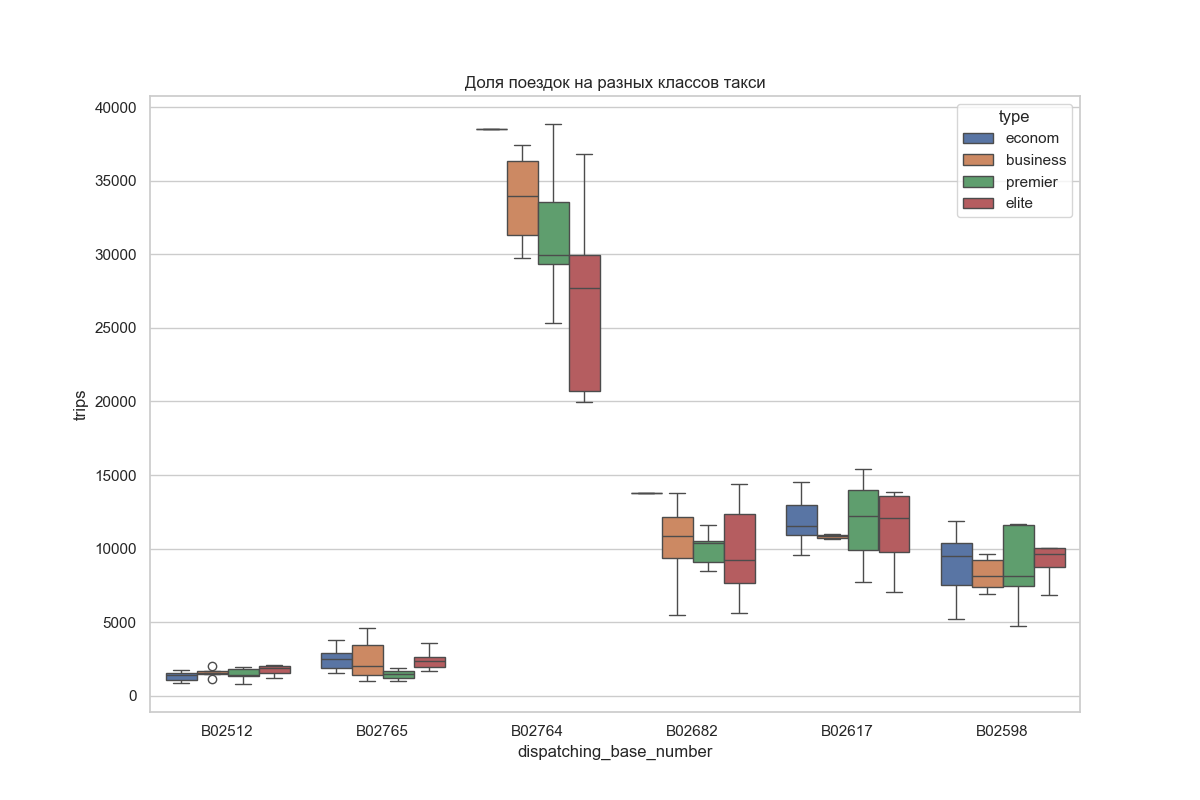 Доля поездок на разных классов такси
40000
35000
30000
25000
20000
15000
10000
5000
0
trips
type
econom
business
premier
elite
B02512
B02765
B02764
B02682
B02617
B02598
dispatching_base_number